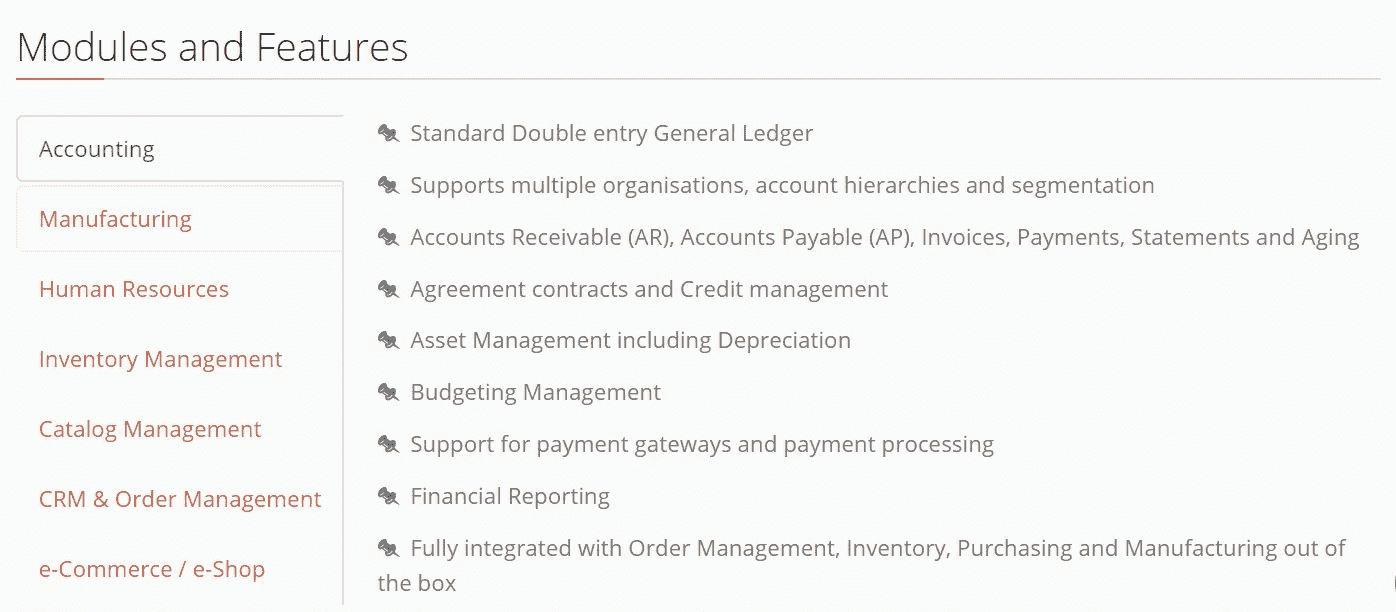 Modules and Features
Accounting
Manufacturing
Human Resources
Inventory Management
Catalog Management
CRM & Order Management
e-Commerce / e-Shop
Standard Double entry General Ledger
Supports multiple organisations, account hierarchies and segmentation
Accounts Receivable (AR), Accounts Payable (AP), Invoices, Payments, Statements and Aging
Agreement contracts and Credit management
Asset Management including Depreciation
Budgeting Management
Support for payment gateways and payment processing
Financial Reporting
Fully integrated with Order Management, Inventory, Purchasing and Manufacturing out of
the box